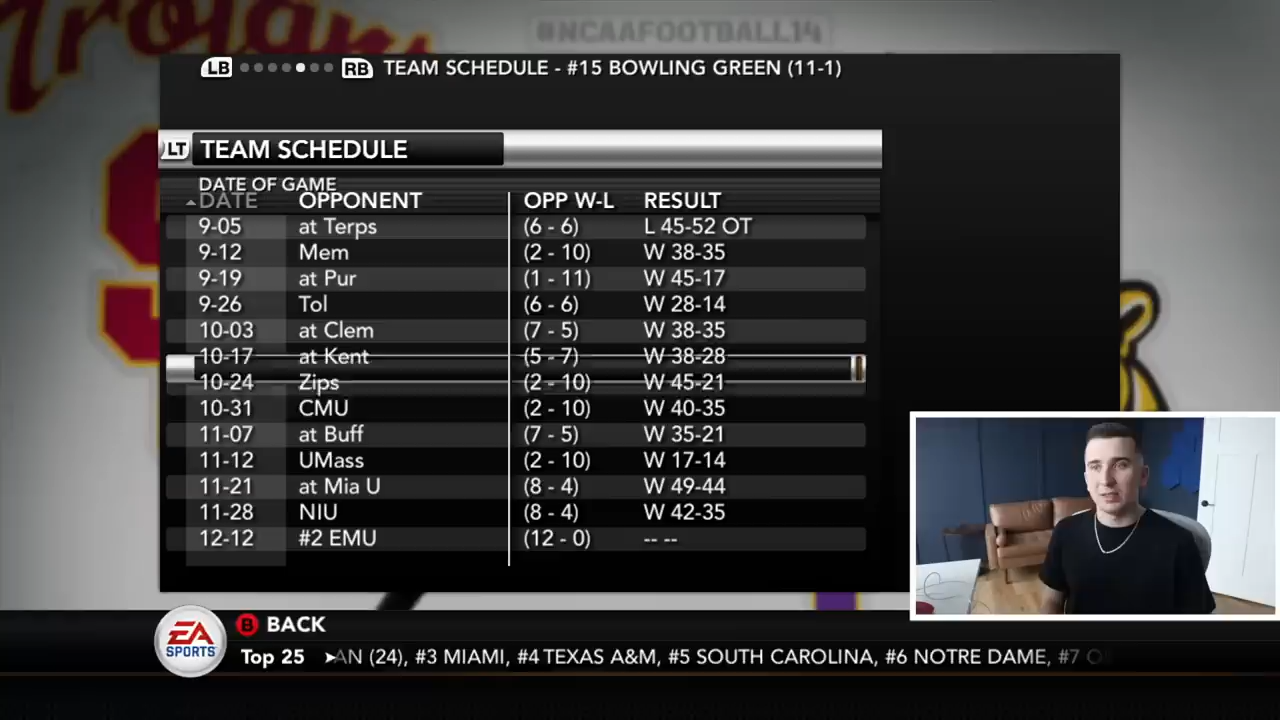 Trojans
#NCAAFOOTBALL14
LB RB TEAM SCHEDULE - #15 BOWLING GREEN (11-1)
LT TEAM SCHEDULE
DATE OF GAME
DATE OPPONENT OPP W-L RESULT
9-05 at Terps (6 - 6) L 45-52 OT
9-12 Mem (2 - 10) W 38-35
9-19 at Pur (1 - 11) W 45-17
9-26 Tol (6 - 6) W 28-14
10-03 at Clem (7 - 5) W 38-35
10-17 at Kent (5 - 7) W 38-28
10-24 Zips (2 - 10) W 45-21
10-31 CMU (2 - 10) W 40-35
11-07 at Buff (7 - 5) W 35-21
11-12 UMass (2 - 10) W 17-14
11-21 at Mia U (8 - 4) W 49-44
11-28 NIU (8 - 4) W 42-35
12-12 #2 EMU (12 - 0) -- --
EA SPORTS
B BACK
Top 25 AN (24), #3 MIAMI, #4 TEXAS A&M, #5 SOUTH CAROLINA, #6 NOTRE DAME, #7